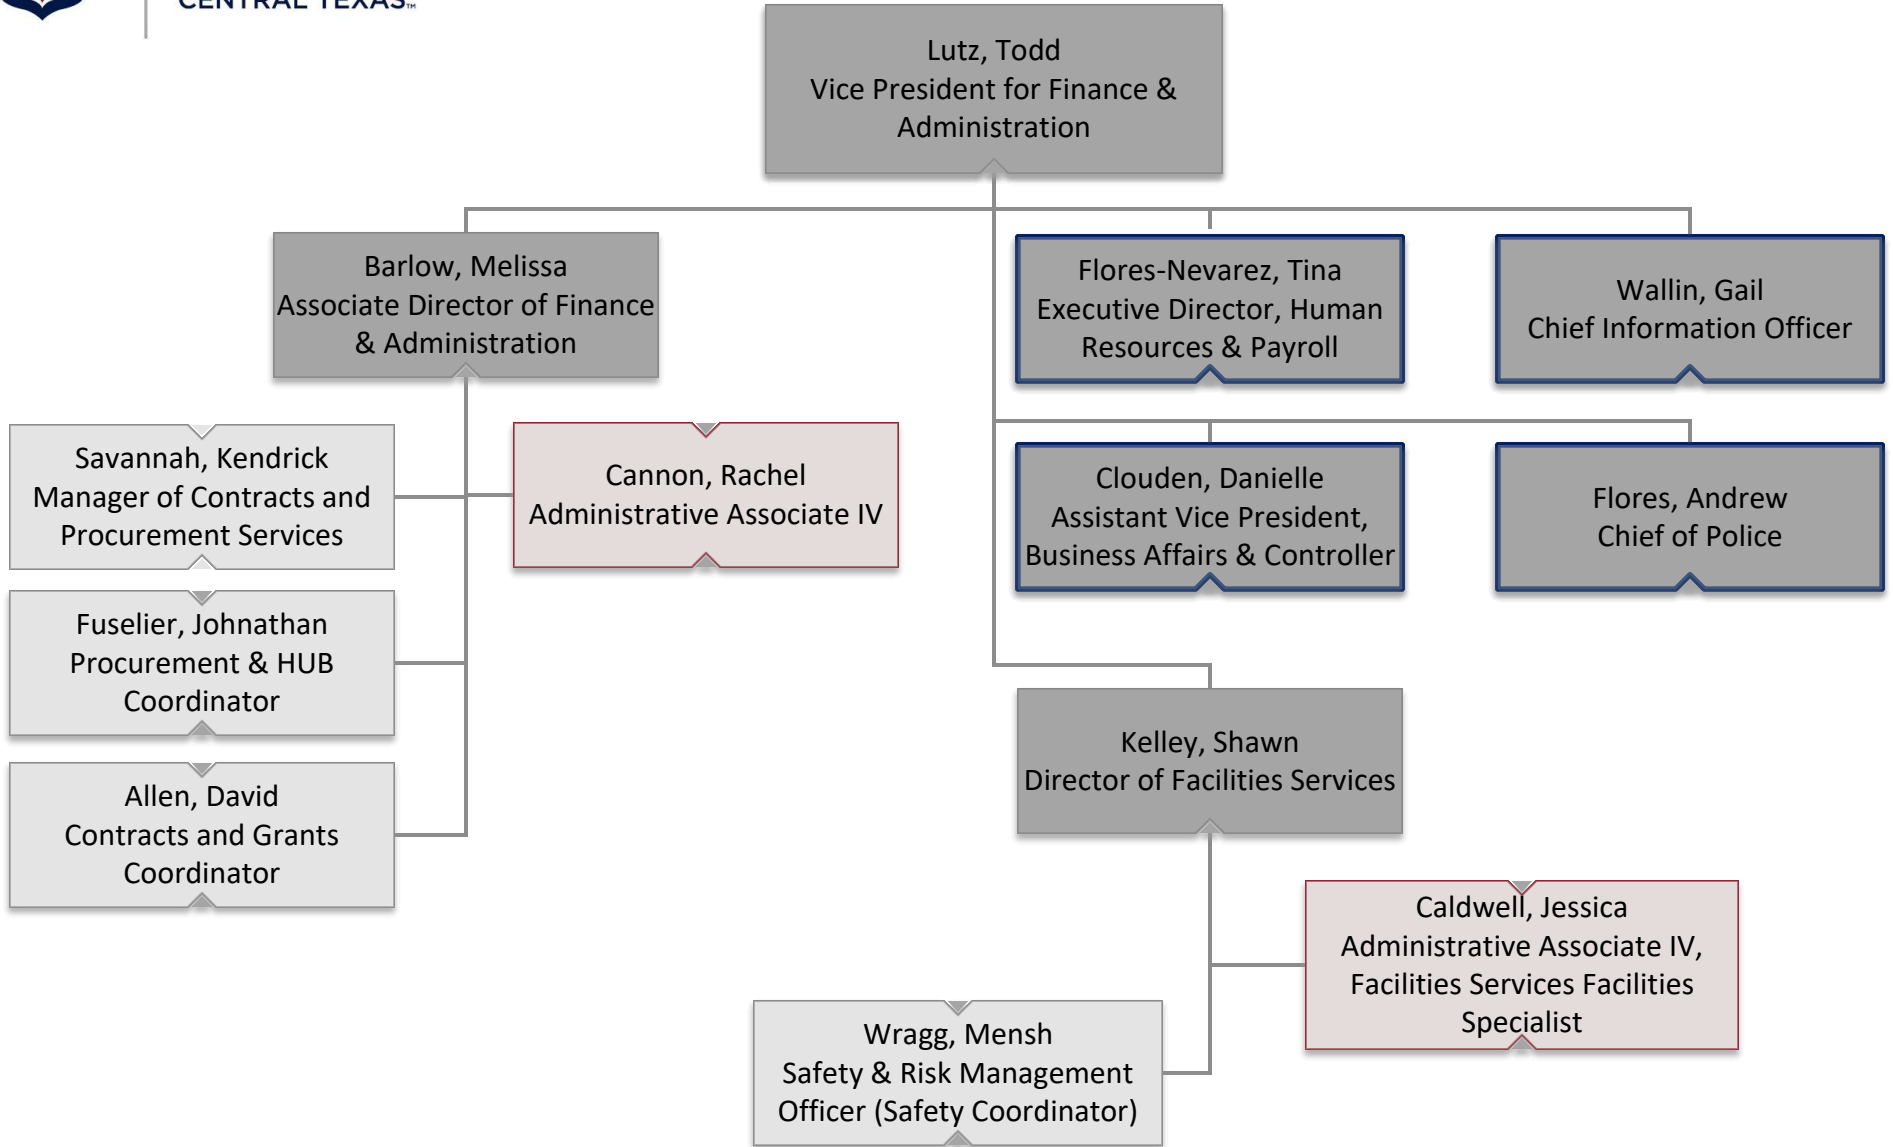 CENTRAL TEXAS™
Lutz, Todd
Vice President for Finance &
Administration
Barlow, Melissa
Associate Director of Finance
& Administration
Flores-Nevarez, Tina
Executive Director, Human
Resources & Payroll
Wallin, Gail
Chief Information Officer
Savannah, Kendrick
Manager of Contracts and
Procurement Services
Cannon, Rachel
Administrative Associate IV
Clouden, Danielle
Assistant Vice President,
Business Affairs & Controller
Flores, Andrew
Chief of Police
Fuselier, Johnathan
Procurement & HUB
Coordinator
Allen, David
Contracts and Grants
Coordinator
Kelley, Shawn
Director of Facilities Services
Caldwell, Jessica
Administrative Associate IV,
Facilities Services Facilities
Specialist
Wragg, Mensh
Safety & Risk Management
Officer (Safety Coordinator)